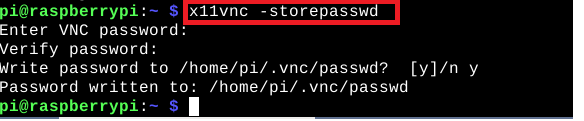 pi@raspberrypi:~ $ x11vnc -storepasswd
Enter VNC password:
Verify password:
Write password to /home/pi/.vnc/passwd?  [y]/n y
Password written to: /home/pi/.vnc/passwd
pi@raspberrypi:~ $